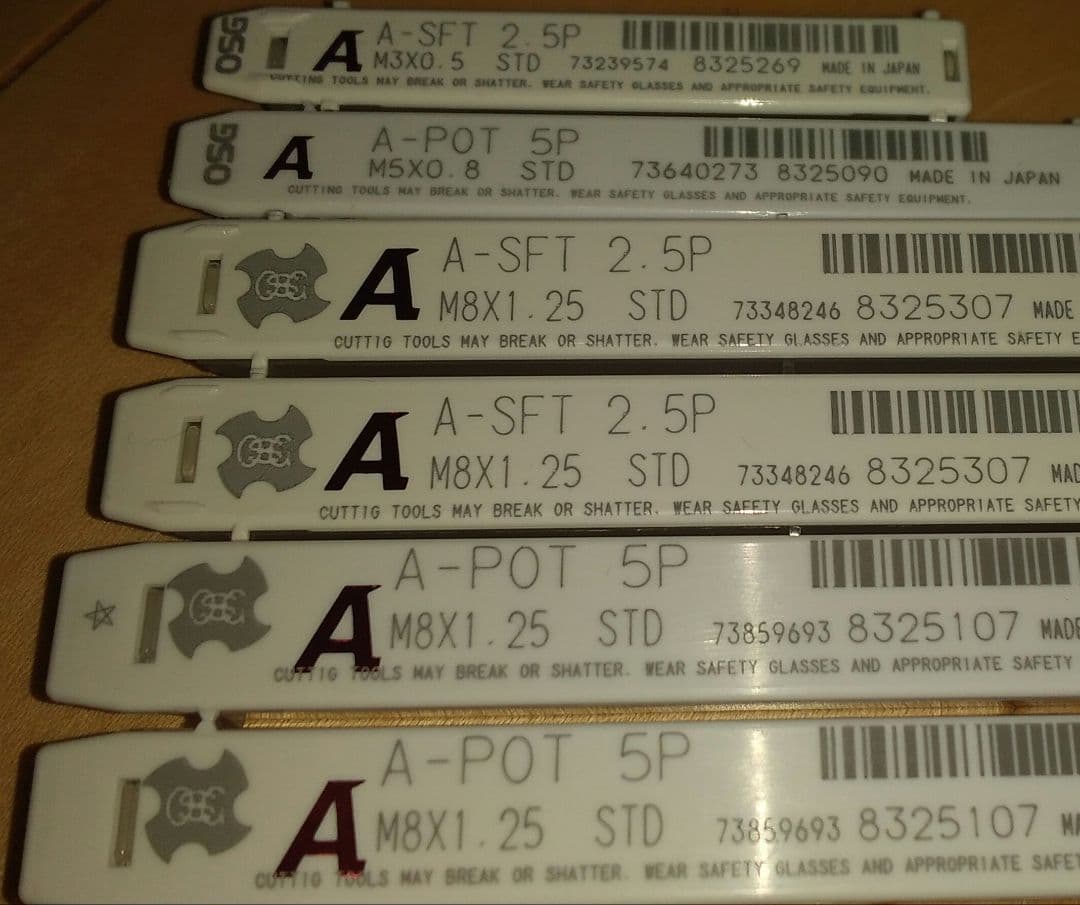 OSG A A-SFT 2.5P
M3X0.5 STD 73239574 8325269 MADE IN JAPAN
CUTTING TOOLS MAY BREAK OR SHATTER. WEAR SAFETY GLASSES AND APPROPRIATE SAFETY EQUIPMENT.
OSG A A-POT 5P
M5X0.8 STD 73640273 8325090 MADE IN JAPAN
CUTTING TOOLS MAY BREAK OR SHATTER. WEAR SAFETY GLASSES AND APPROPRIATE SAFETY EQUIPMENT.
A A-SFT 2.5P
M8X1.25 STD 73348246 8325307 MADE
CUTTIG TOOLS MAY BREAK OR SHATTER. WEAR SAFETY GLASSES AND APPROPRIATE SAFETY E
A A-SFT 2.5P
M8X1.25 STD 73348246 8325307 MAD
CUTTIG TOOLS MAY BREAK OR SHATTER. WEAR SAFETY GLASSES AND APPROPRIATE SAFETY
A A-POT 5P
M8X1.25 STD 73859693 8325107 MADE
CUTTIG TOOLS MAY BREAK OR SHATTER. WEAR SAFETY GLASSES AND APPROPRIATE SAFETY
A A-POT 5P
M8X1.25 STD 73859693 8325107 MA
CUTTIG TOOLS MAY BREAK OR SHATTER. WEAR SAFETY GLASSES AND APPROPRIATE SAFET